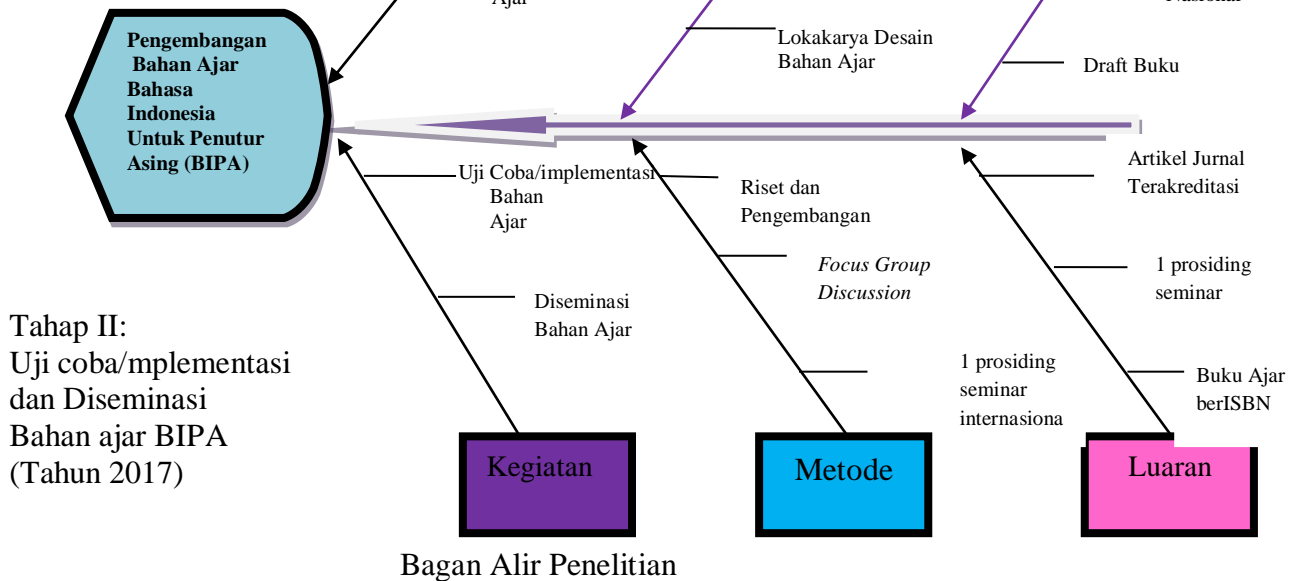 Ajar
Nasional
Pengembangan
Bahan Ajar
Bahasa
Indonesia
Untuk Penutur
Asing (BIPA)
Lokakarya Desain
Bahan Ajar
Draft Buku
Uji Coba/implementasi
Bahan
Ajar
Riset dan
Pengembangan
Artikel Jurnal
Terakreditasi
Focus Group
Discussion
1 prosiding
seminar
Diseminasi
Bahan Ajar
Tahap II:
Uji coba/mplementasi
dan Diseminasi
Bahan ajar BIPA
(Tahun 2017)
1 prosiding
seminar
internasiona
Buku Ajar
berISBN
Kegiatan
Metode
Luaran
Bagan Alir Penelitian